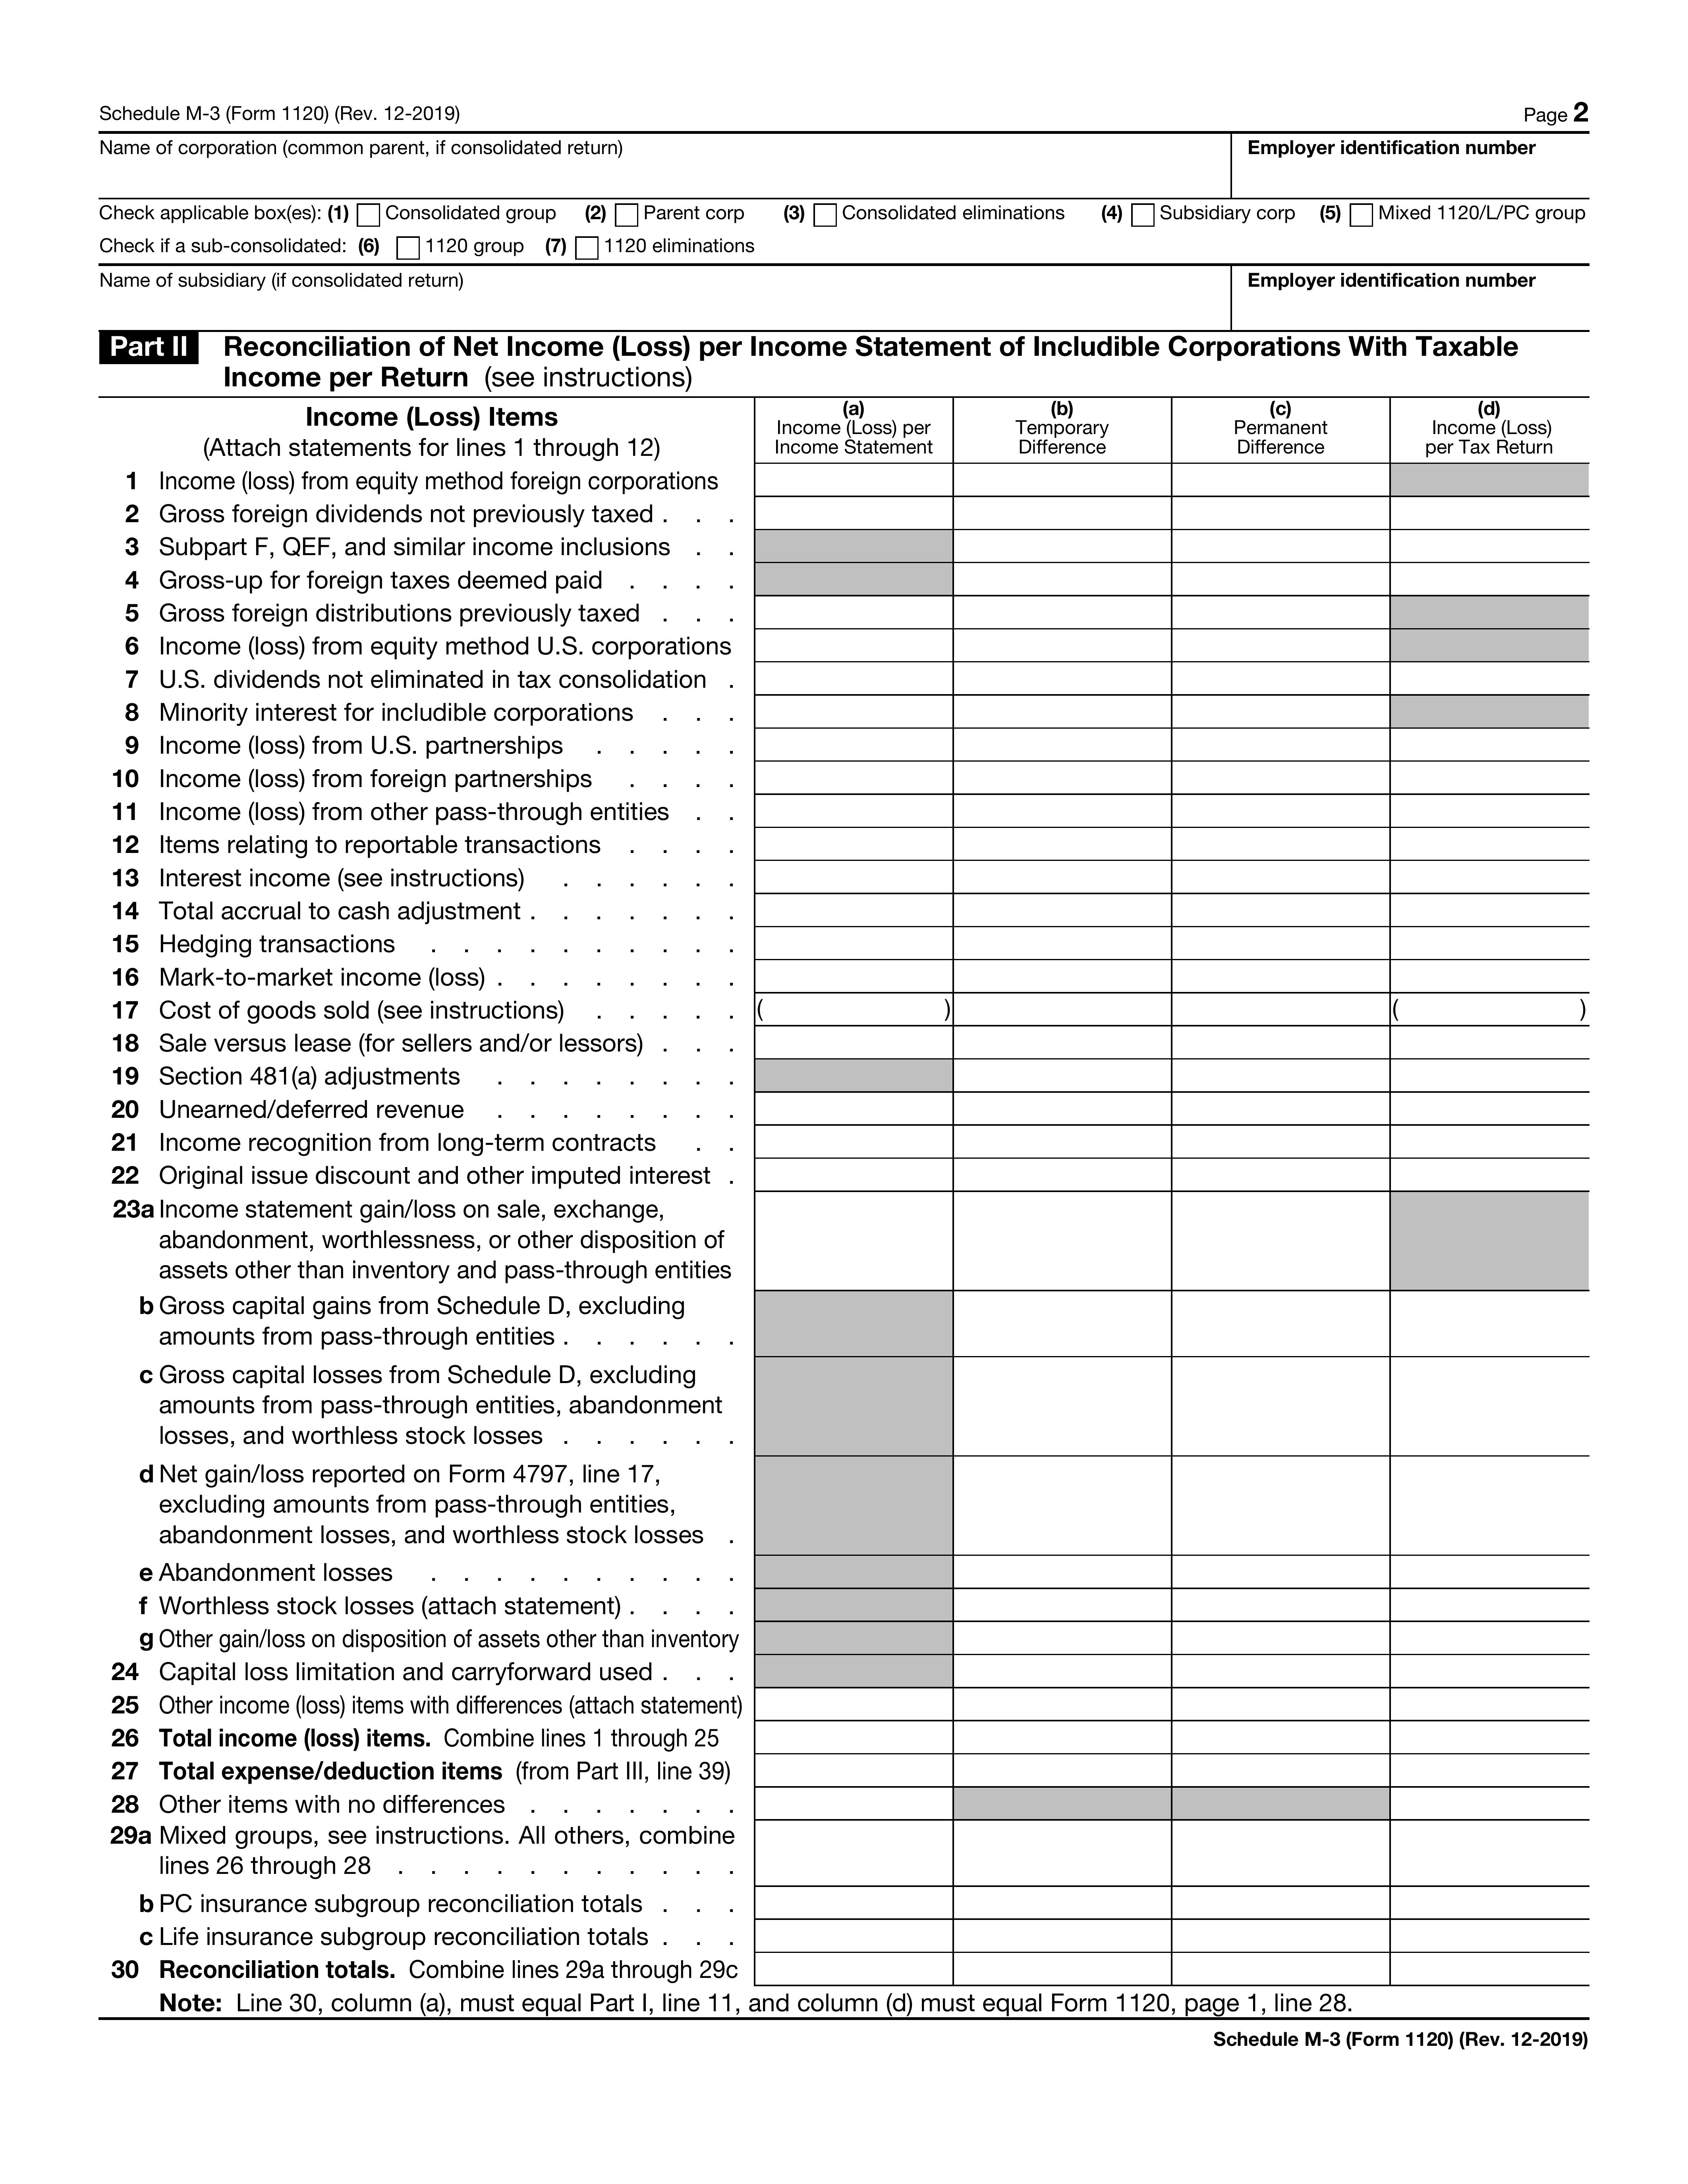 Schedule M-3 (Form 1120) (Rev. 12-2019) Page 2
Name of corporation (common parent, if consolidated return) Employer identification number
Check applicable box(es): (1) Consolidated group (2) Parent corp (3) Consolidated eliminations (4) Subsidiary corp (5) Mixed 1120/L/PC group
Check if a sub-consolidated: (6) 1120 group (7) 1120 eliminations
Name of subsidiary (if consolidated return) Employer identification number
Part II Reconciliation of Net Income (Loss) per Income Statement of Includible Corporations With Taxable
Income per Return (see instructions)
Income (Loss) Items
(Attach statements for lines 1 through 12)
(a)
Income (Loss) per
Income Statement
(b)
Temporary
Difference
(c)
Permanent
Difference
(d)
Income (Loss)
per Tax Return
1 Income (loss) from equity method foreign corporations
2 Gross foreign dividends not previously taxed . . .
3 Subpart F, QEF, and similar income inclusions . .
4 Gross-up for foreign taxes deemed paid . . . .
5 Gross foreign distributions previously taxed . . .
6 Income (loss) from equity method U.S. corporations
7 U.S. dividends not eliminated in tax consolidation .
8 Minority interest for includible corporations . . .
9 Income (loss) from U.S. partnerships . . . . .
10 Income (loss) from foreign partnerships . . . .
11 Income (loss) from other pass-through entities . .
12 Items relating to reportable transactions . . . .
13 Interest income (see instructions) . . . . . .
14 Total accrual to cash adjustment . . . . . . .
15 Hedging transactions . . . . . . . . . .
16 Mark-to-market income (loss) . . . . . . . .
17 Cost of goods sold (see instructions) . . . . . ( ) ( )
18 Sale versus lease (for sellers and/or lessors) . . .
19 Section 481(a) adjustments . . . . . . . .
20 Unearned/deferred revenue . . . . . . . .
21 Income recognition from long-term contracts . .
22 Original issue discount and other imputed interest .
23a Income statement gain/loss on sale, exchange,
abandonment, worthlessness, or other disposition of
assets other than inventory and pass-through entities
b Gross capital gains from Schedule D, excluding
amounts from pass-through entities . . . . . .
c Gross capital losses from Schedule D, excluding
amounts from pass-through entities, abandonment
losses, and worthless stock losses . . . . . .
d Net gain/loss reported on Form 4797, line 17,
excluding amounts from pass-through entities,
abandonment losses, and worthless stock losses .
e Abandonment losses . . . . . . . . . .
f Worthless stock losses (attach statement) . . . .
g Other gain/loss on disposition of assets other than inventory
24 Capital loss limitation and carryforward used . . .
25 Other income (loss) items with differences (attach statement)
26 Total income (loss) items. Combine lines 1 through 25
27 Total expense/deduction items (from Part III, line 39)
28 Other items with no differences . . . . . . .
29a Mixed groups, see instructions. All others, combine
lines 26 through 28 . . . . . . . . . . .
b PC insurance subgroup reconciliation totals . . .
c Life insurance subgroup reconciliation totals . . .
30 Reconciliation totals. Combine lines 29a through 29c
Note: Line 30, column (a), must equal Part I, line 11, and column (d) must equal Form 1120, page 1, line 28.
Schedule M-3 (Form 1120) (Rev. 12-2019)